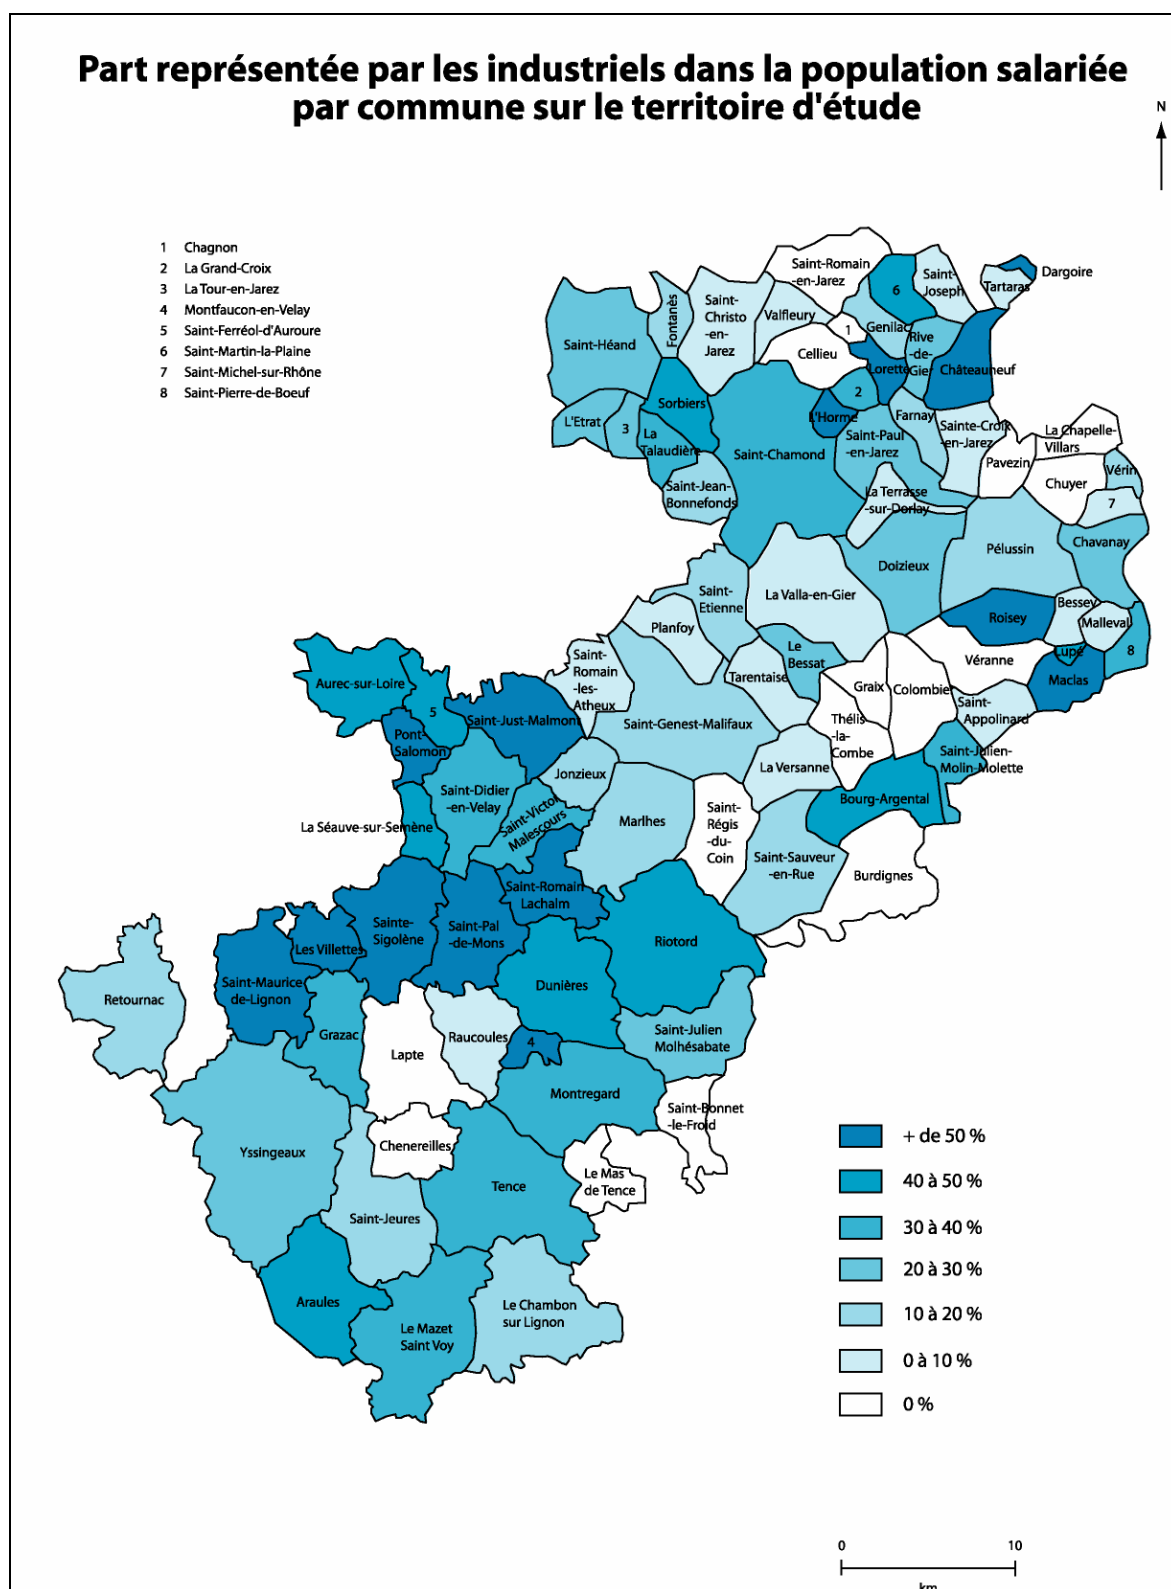 Part représentée par les industriels dans la population salariée
par commune sur le territoire d'étude
N
1 Chagnon
2 La Grand-Croix
3 La Tour-en-Jarez
4 Montfaucon-en-Velay
5 Saint-Ferréol-d'Auroure
6 Saint-Martin-la-Plaine
7 Saint-Michel-sur-Rhône
8 Saint-Pierre-de-Boeuf
Saint-Romain
-en-Jarez
Saint-
Joseph
Dargoire
Tartaras
6
Fontanès
Saint-
Christo
-en-
Jarez
Valfleury
1
Genilac
Rive
-de-
Gier
Saint-Héand
Cellieu
Lorette
Châteauneuf
2
Sorbiers
L'Horme
Farnay
L'Etrat
3
La
Talaudière
Saint-Chamond
Saint-Paul
-en-Jarez
Sainte-Croix
-en-Jarez
La Chapelle-
Villars
Pavezin
Vérin
Chuyer
Saint-Jean-
Bonnefonds
La Terrasse
-sur-Dorlay
7
Chavanay
Pélussin
Doizieux
Saint-
Etienne
La Valla-en-Gier
Bessey
Roisey
Malleval
Planfoy
Le
Bessat
Lupé
8
Véranne
Maclas
Saint-
Romain
-les-
Atheux
Tarentaise
Graix
Colombier
Aurec-sur-Loire
5
Saint-Just-Malmont
Saint-Genest-Malifaux
Thélis
-la-
Combe
Saint-
Appolinard
Pont-
Salomon
Saint-Julien-
Molin-Molette
La Versanne
Jonzieux
Saint-Didier
-en-Velay
Bourg-Argental
Saint-Victor
Malescours
Marlhes
Saint-
Régis
-du-
Coin
La Séauve-sur-Semène
Saint-Sauveur
-en-Rue
Burdignes
Saint-Romain
Lachalm
Sainte-
Sigolène
Saint-Pal
-de-Mons
Riotord
Les Villettes
Saint-Maurice
de-Lignon
Dunières
Retournac
Grazac
Raucoules
4
Saint-Julien
Molhésabate
Lapte
Montregard
Saint-Bonnet
-le-Froid
Chenereilles
Yssingeaux
Le Mas
de Tence
Tence
Saint-Jeures
Araules
Le Chambon
sur Lignon
Le Mazet
Saint Voy
+ de 50 %
40 à 50 %
30 à 40 %
20 à 30 %
10 à 20 %
0 à 10 %
0 %
0 10
km